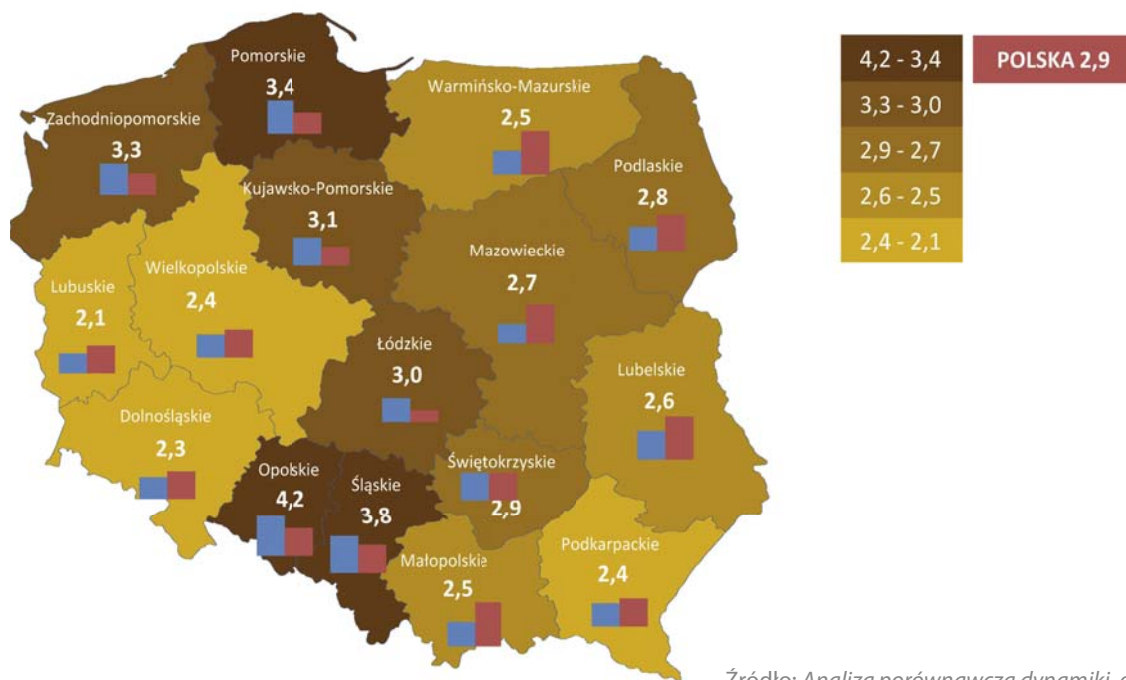 Pomorskie
3,4
Warmińsko-Mazurskie
2,5
Zachodniopomorskie
3,3
Podlaskie
2,8
Kujawsko-Pomorskie
3,1
Mazowieckie
2,7
Wielkopolskie
2,4
Lubuskie
2,1
Łódzkie
3,0
Lubelskie
2,6
Dolnośląskie
2,3
Opolskie
4,2
Śląskie
3,8
Świętokrzyskie
2,9
Małopolskie
2,5
Podkarpackie
2,4
4,2 - 3,4
3,3 - 3,0
2,9 - 2,7
2,6 - 2,5
2,4 - 2,1
POLSKA 2,9
Źródło: Analiza porównawcza dynamiki